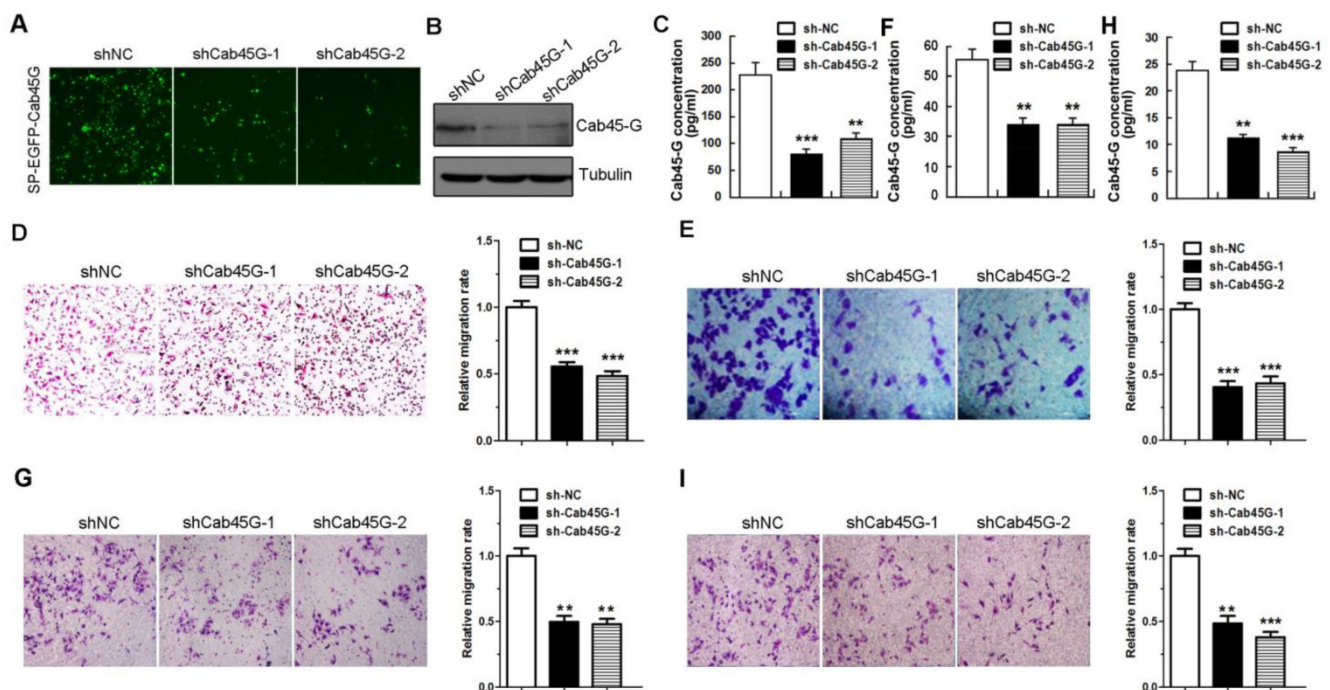 A
shNC shCab45G-1 shCab45G-2
SP-EGFP-Cab45G
B
shNC shCab45G-1 shCab45G-2
Cab45-G
Tubulin
C
sh-NC
sh-Cab45G-1
sh-Cab45G-2
Cab45-G concentration
(pg/ml)
300
250
200
150
100
50
0
*** **
F
sh-NC
sh-Cab45G-1
sh-Cab45G-2
Cab45-G concentration
(pg/ml)
60
50
40
30
20
10
0
** **
H
sh-NC
sh-Cab45G-1
sh-Cab45G-2
Cab45-G concentration
(pg/ml)
30
25
20
15
10
5
0
** ***
D
shNC shCab45G-1 shCab45G-2
Relative migration rate
1.5
1.0
0.5
0.0
sh-NC
sh-Cab45G-1
sh-Cab45G-2
*** ***
E
shNC shCab45G-1 shCab45G-2
Relative migration rate
1.5
1.0
0.5
0.0
sh-NC
sh-Cab45G-1
sh-Cab45G-2
*** ***
G
shNC shCab45G-1 shCab45G-2
Relative migration rate
1.5
1.0
0.5
0.0
sh-NC
sh-Cab45G-1
sh-Cab45G-2
** **
I
shNC shCab45G-1 shCab45G-2
Relative migration rate
1.5
1.0
0.5
0.0
sh-NC
sh-Cab45G-1
sh-Cab45G-2
** ***